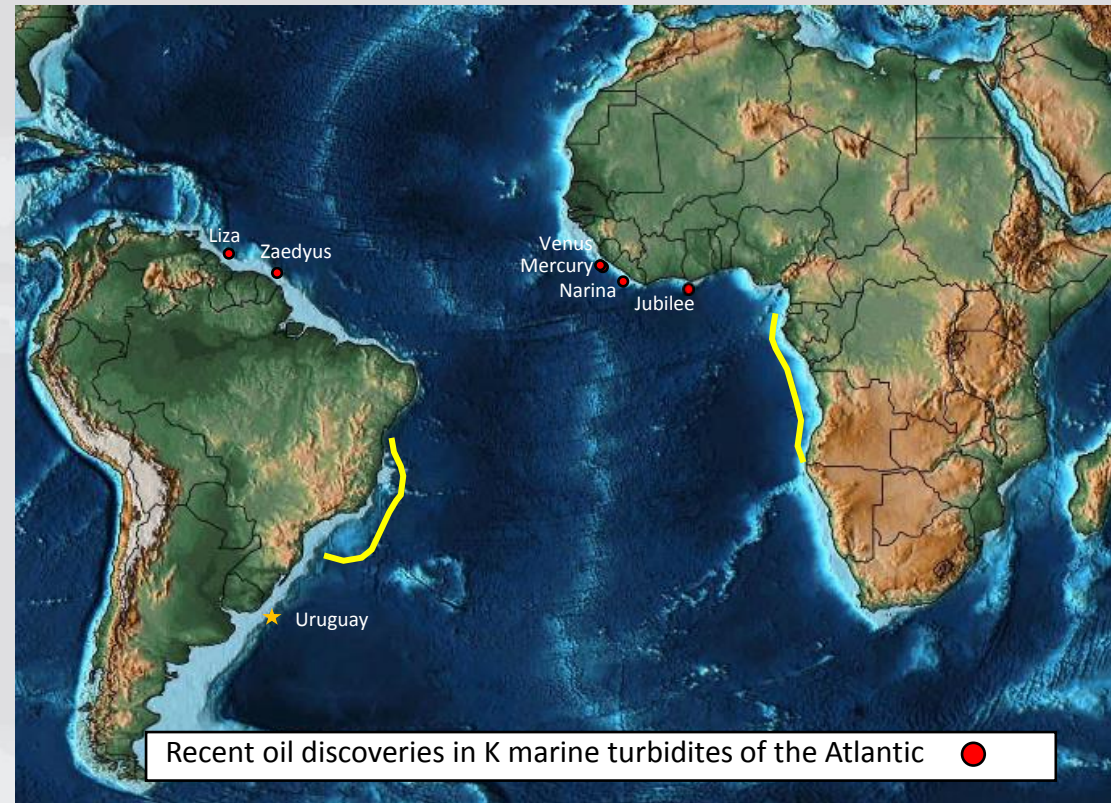 Liza
Zaedyus
Venus
Mercury
Narina
Jubilee
Uruguay
Recent oil discoveries in K marine turbidites of the Atlantic